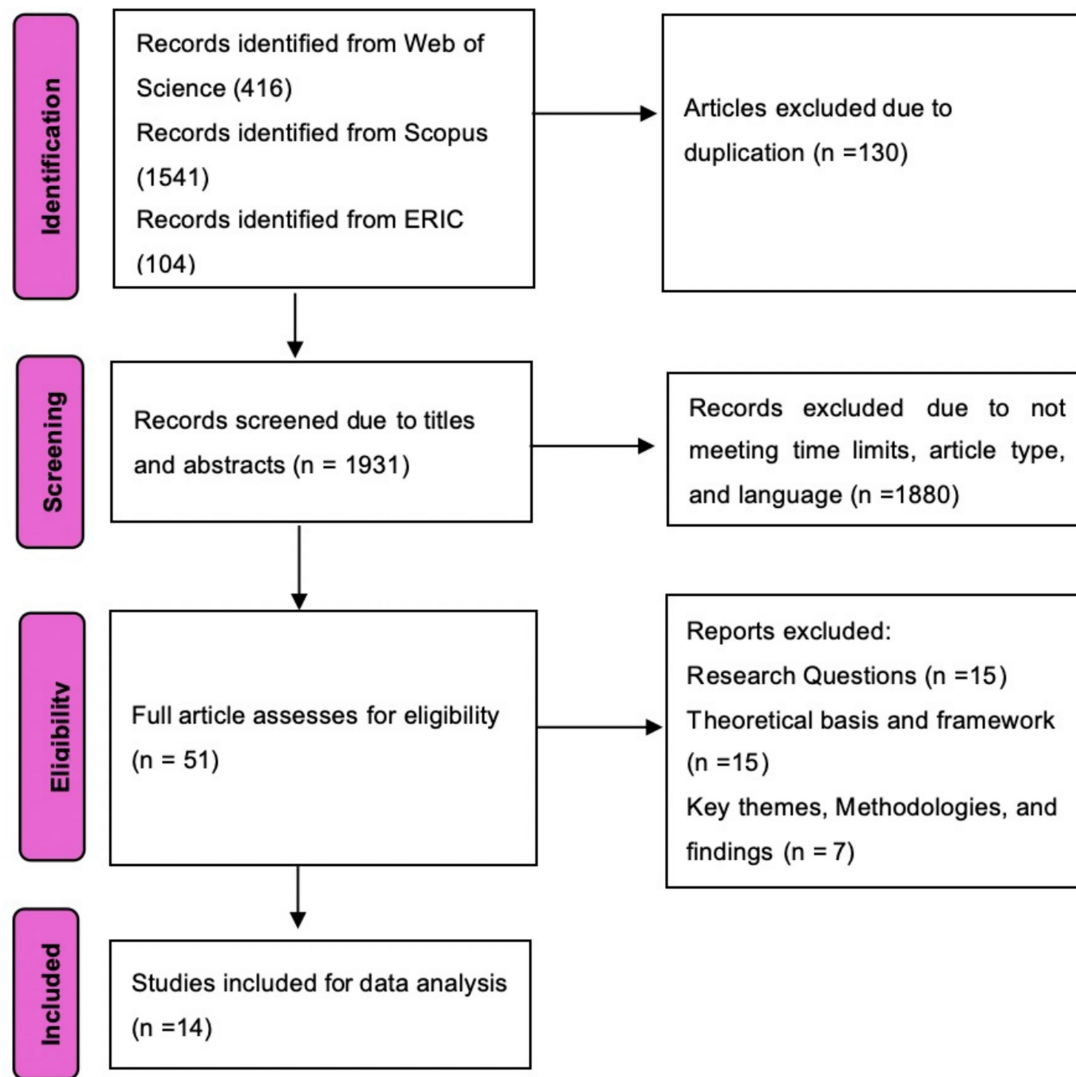 Identification
Records identified from Web of
Science (416)
Records identified from Scopus
(1541)
Records identified from ERIC
(104)
Articles excluded due to
duplication (n =130)
Screening
Records screened due to titles
and abstracts (n = 1931)
Records excluded due to not
meeting time limits, article type,
and language (n =1880)
Eligibility
Full article assesses for eligibility
(n = 51)
Reports excluded:
Research Questions (n =15)
Theoretical basis and framework
(n =15)
Key themes, Methodologies, and
findings (n = 7)
Included
Studies included for data analysis
(n =14)